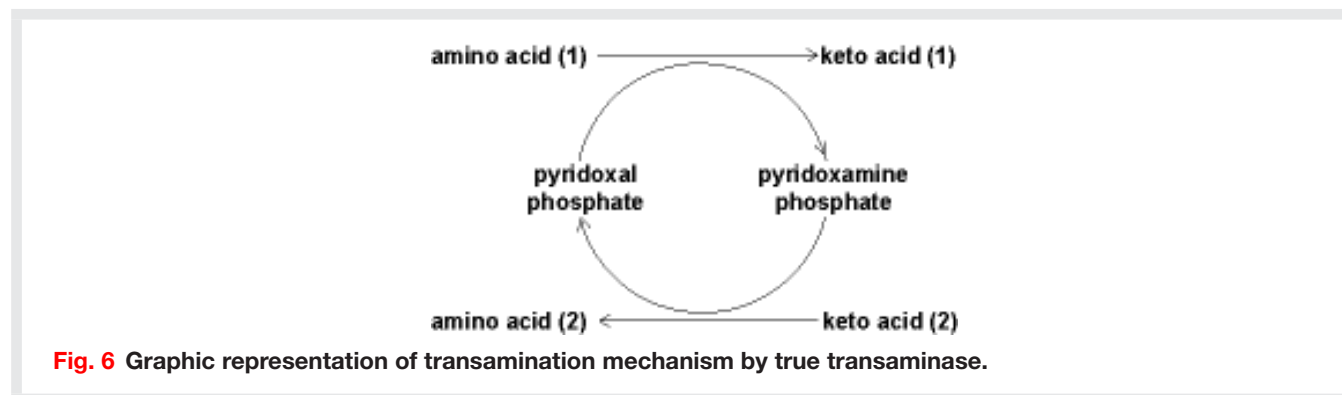 amino acid (1) keto acid (1)
pyridoxal pyridoxamine
phosphate phosphate
amino acid (2) keto acid (2)
Fig. 6 Graphic representation of transamination mechanism by true transaminase.